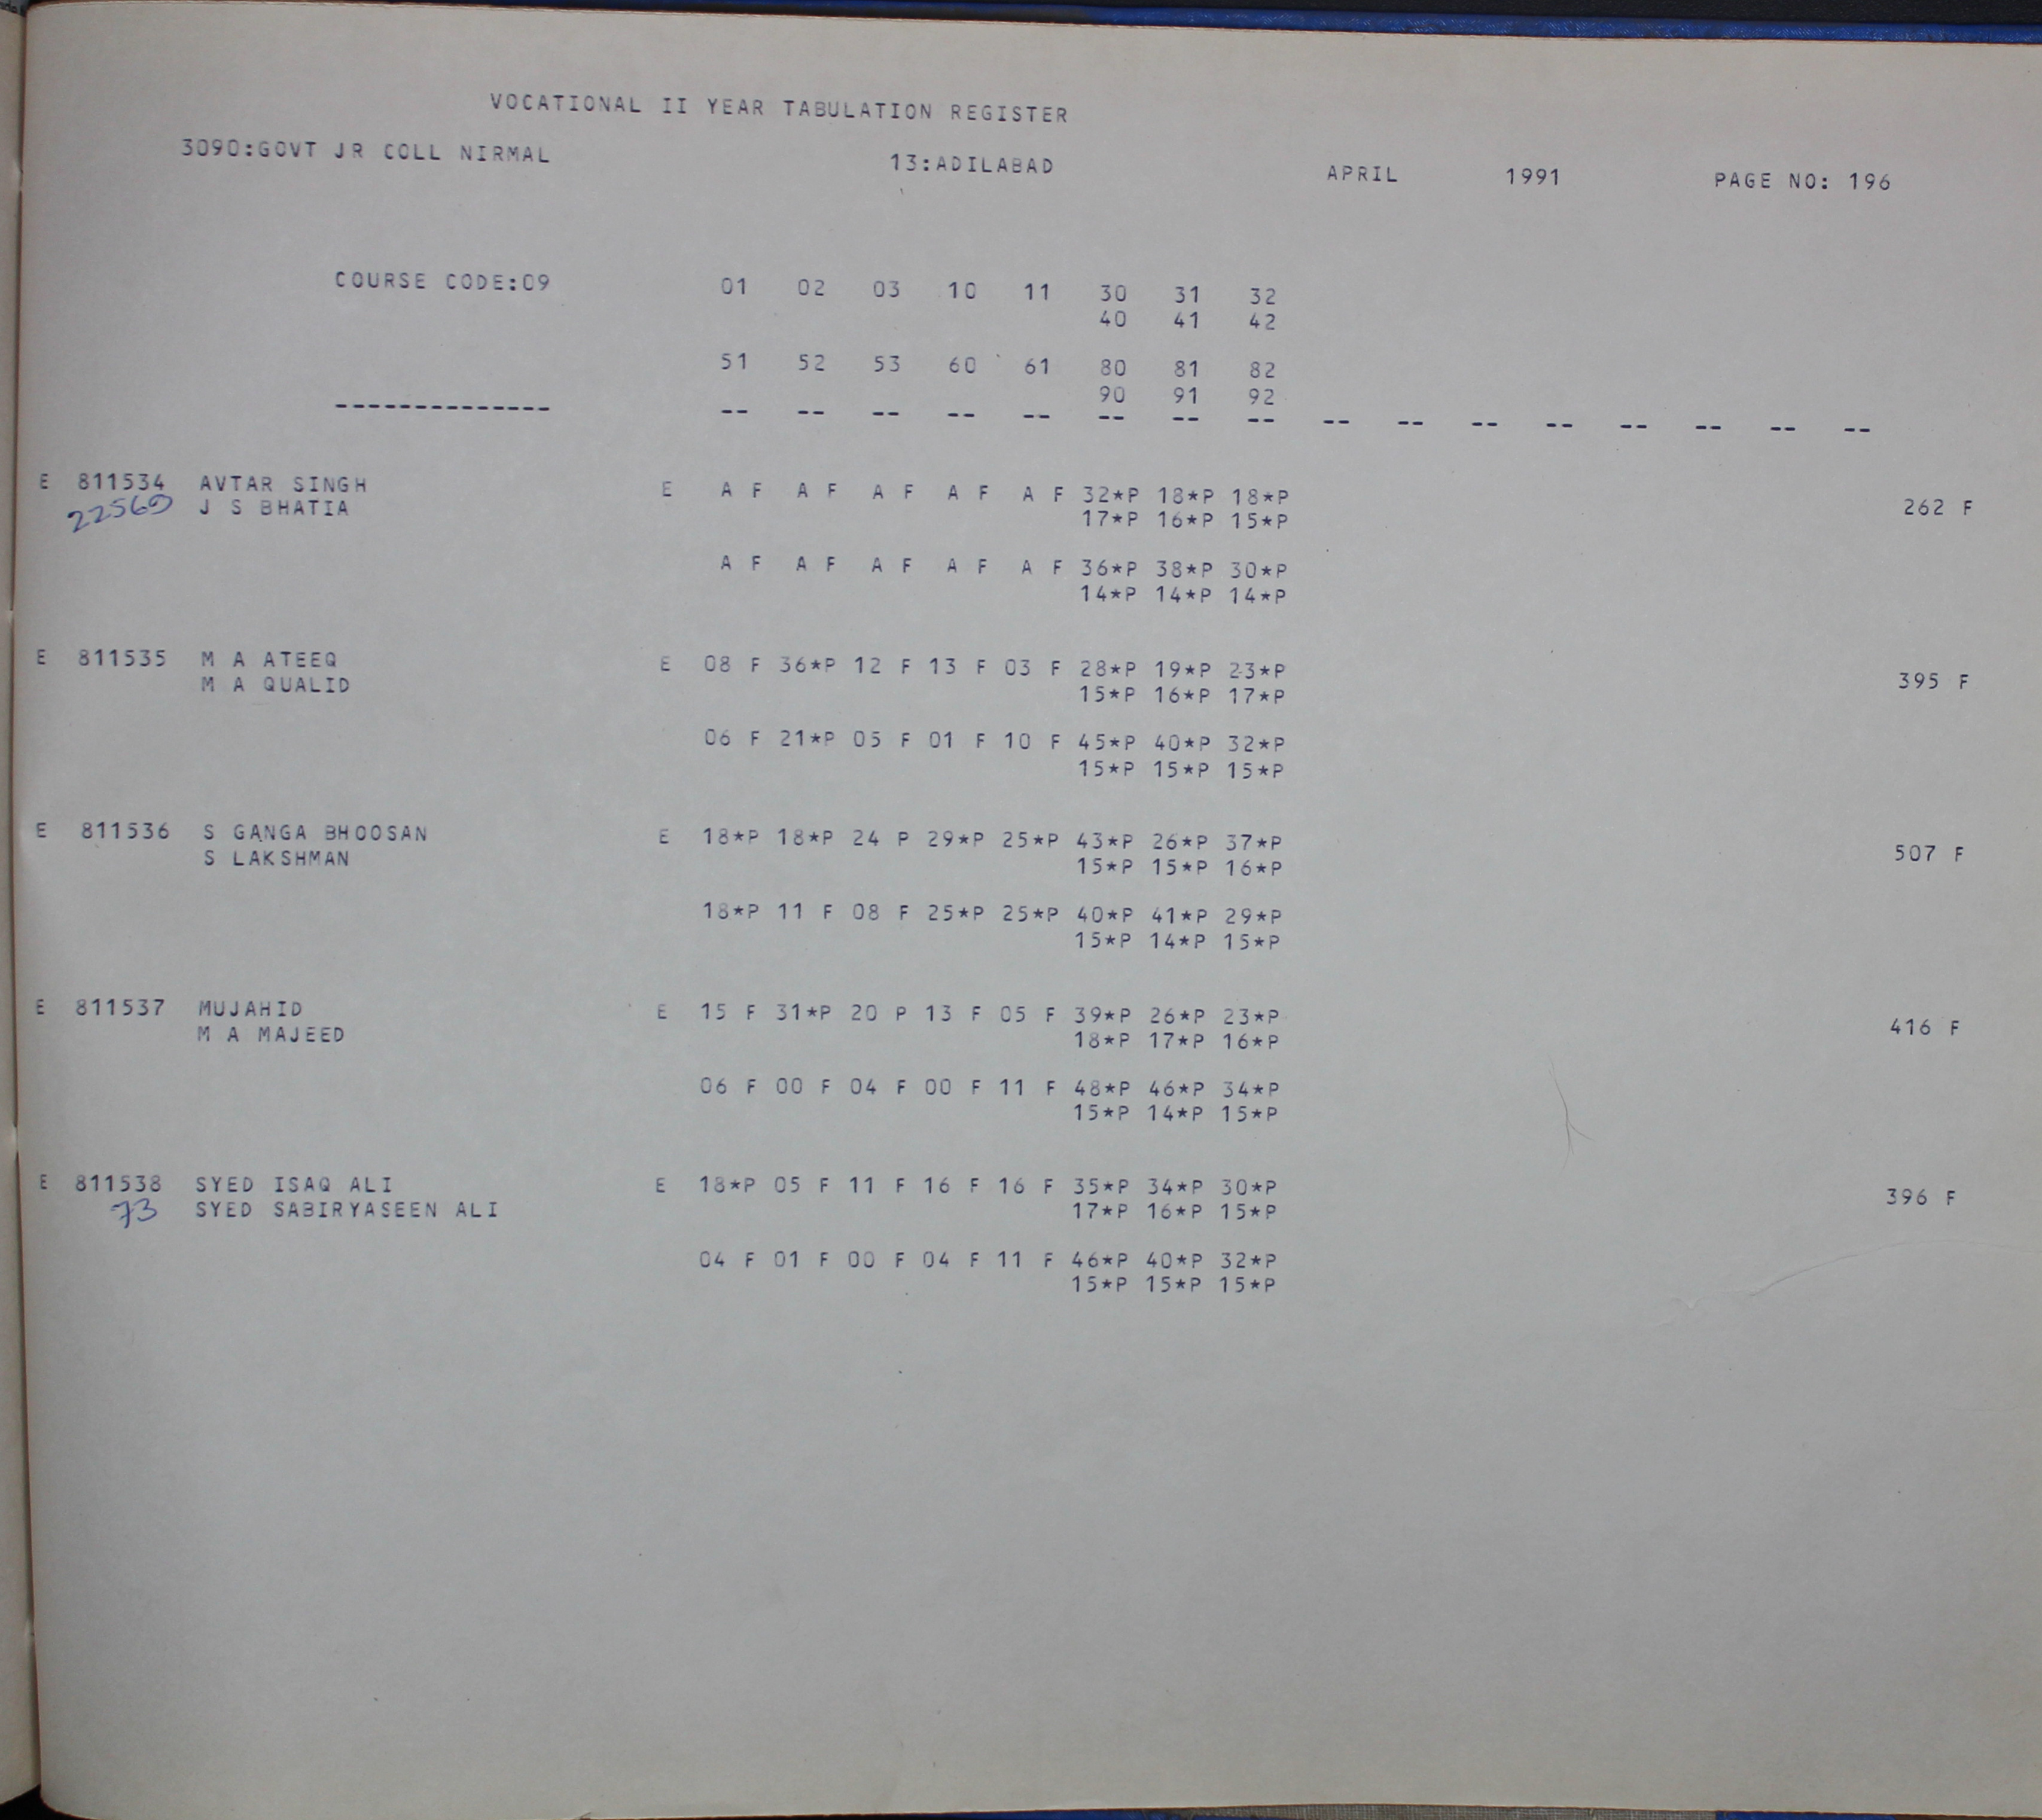 VOCATIONAL II YEAR TABULATION REGISTER
3090:GOVT JR COLL NIRMAL 13:ADILABAD APRIL 1991 PAGE NO: 196
COURSE CODE:09 01 02 03 10 11 30 31 32
40 41 42
51 52 53 60 61 80 81 82
90 91 92
-------------- -- -- -- -- -- -- -- -- -- -- -- -- -- -- -- --
E 811534 AVTAR SINGH E A F A F A F A F A F 32*P 18*P 18*P
22569 J S BHATIA 17*P 16*P 15*P 262 F
A F A F A F A F A F 36*P 38*P 30*P
14*P 14*P 14*P
E 811535 M A ATEEQ E 08 F 36*P 12 F 13 F 03 F 28*P 19*P 23*P
M A QUALID 15*P 16*P 17*P 395 F
06 F 21*P 05 F 01 F 10 F 45*P 40*P 32*P
15*P 15*P 15*P
E 811536 S GANGA BHOOSAN E 18*P 18*P 24 P 29*P 25*P 43*P 26*P 37*P
S LAKSHMAN 15*P 15*P 16*P 507 F
18*P 11 F 08 F 25*P 25*P 40*P 41*P 29*P
15*P 14*P 15*P
E 811537 MUJAHID E 15 F 31*P 20 P 13 F 05 F 39*P 26*P 23*P
M A MAJEED 18*P 17*P 16*P 416 F
06 F 00 F 04 F 00 F 11 F 48*P 46*P 34*P
15*P 14*P 15*P
E 811538 SYED ISAQ ALI E 18*P 05 F 11 F 16 F 16 F 35*P 34*P 30*P
73 SYED SABIRYASEEN ALI 17*P 16*P 15*P 396 F
04 F 01 F 00 F 04 F 11 F 46*P 40*P 32*P
15*P 15*P 15*P